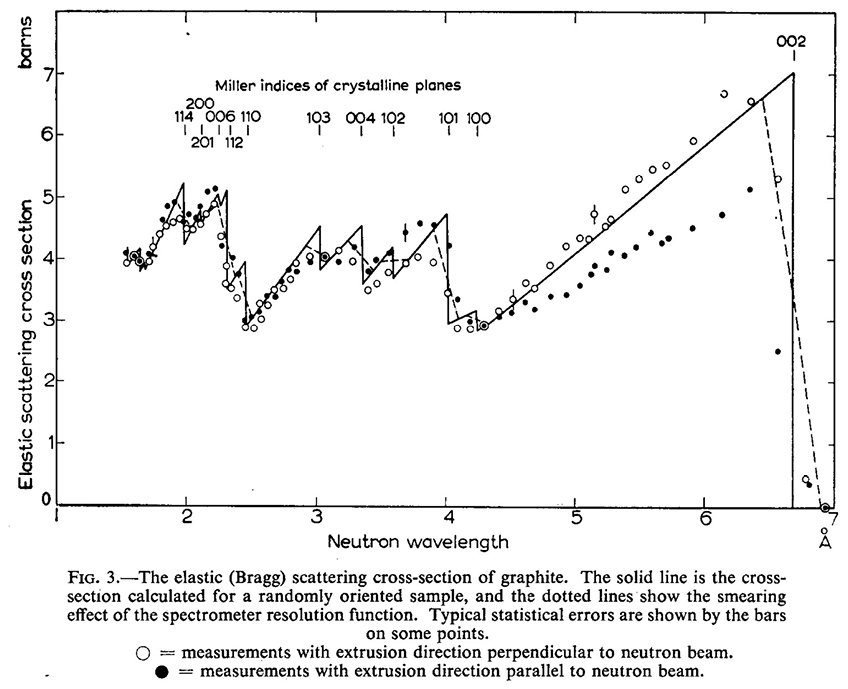 barns
002
7
Miller indices of crystalline planes
200
114 006 110 103 004 102 101 100
201 112
6
5
4
3
2
1
0
Elastic scattering cross section
1 2 3 4 5 6 7
Neutron wavelength
Å
FIG. 3.—The elastic (Bragg) scattering cross-section of graphite. The solid line is the cross-
section calculated for a randomly oriented sample, and the dotted lines show the smearing
effect of the spectrometer resolution function. Typical statistical errors are shown by the bars
on some points.
○ = measurements with extrusion direction perpendicular to neutron beam.
● = measurements with extrusion direction parallel to neutron beam.